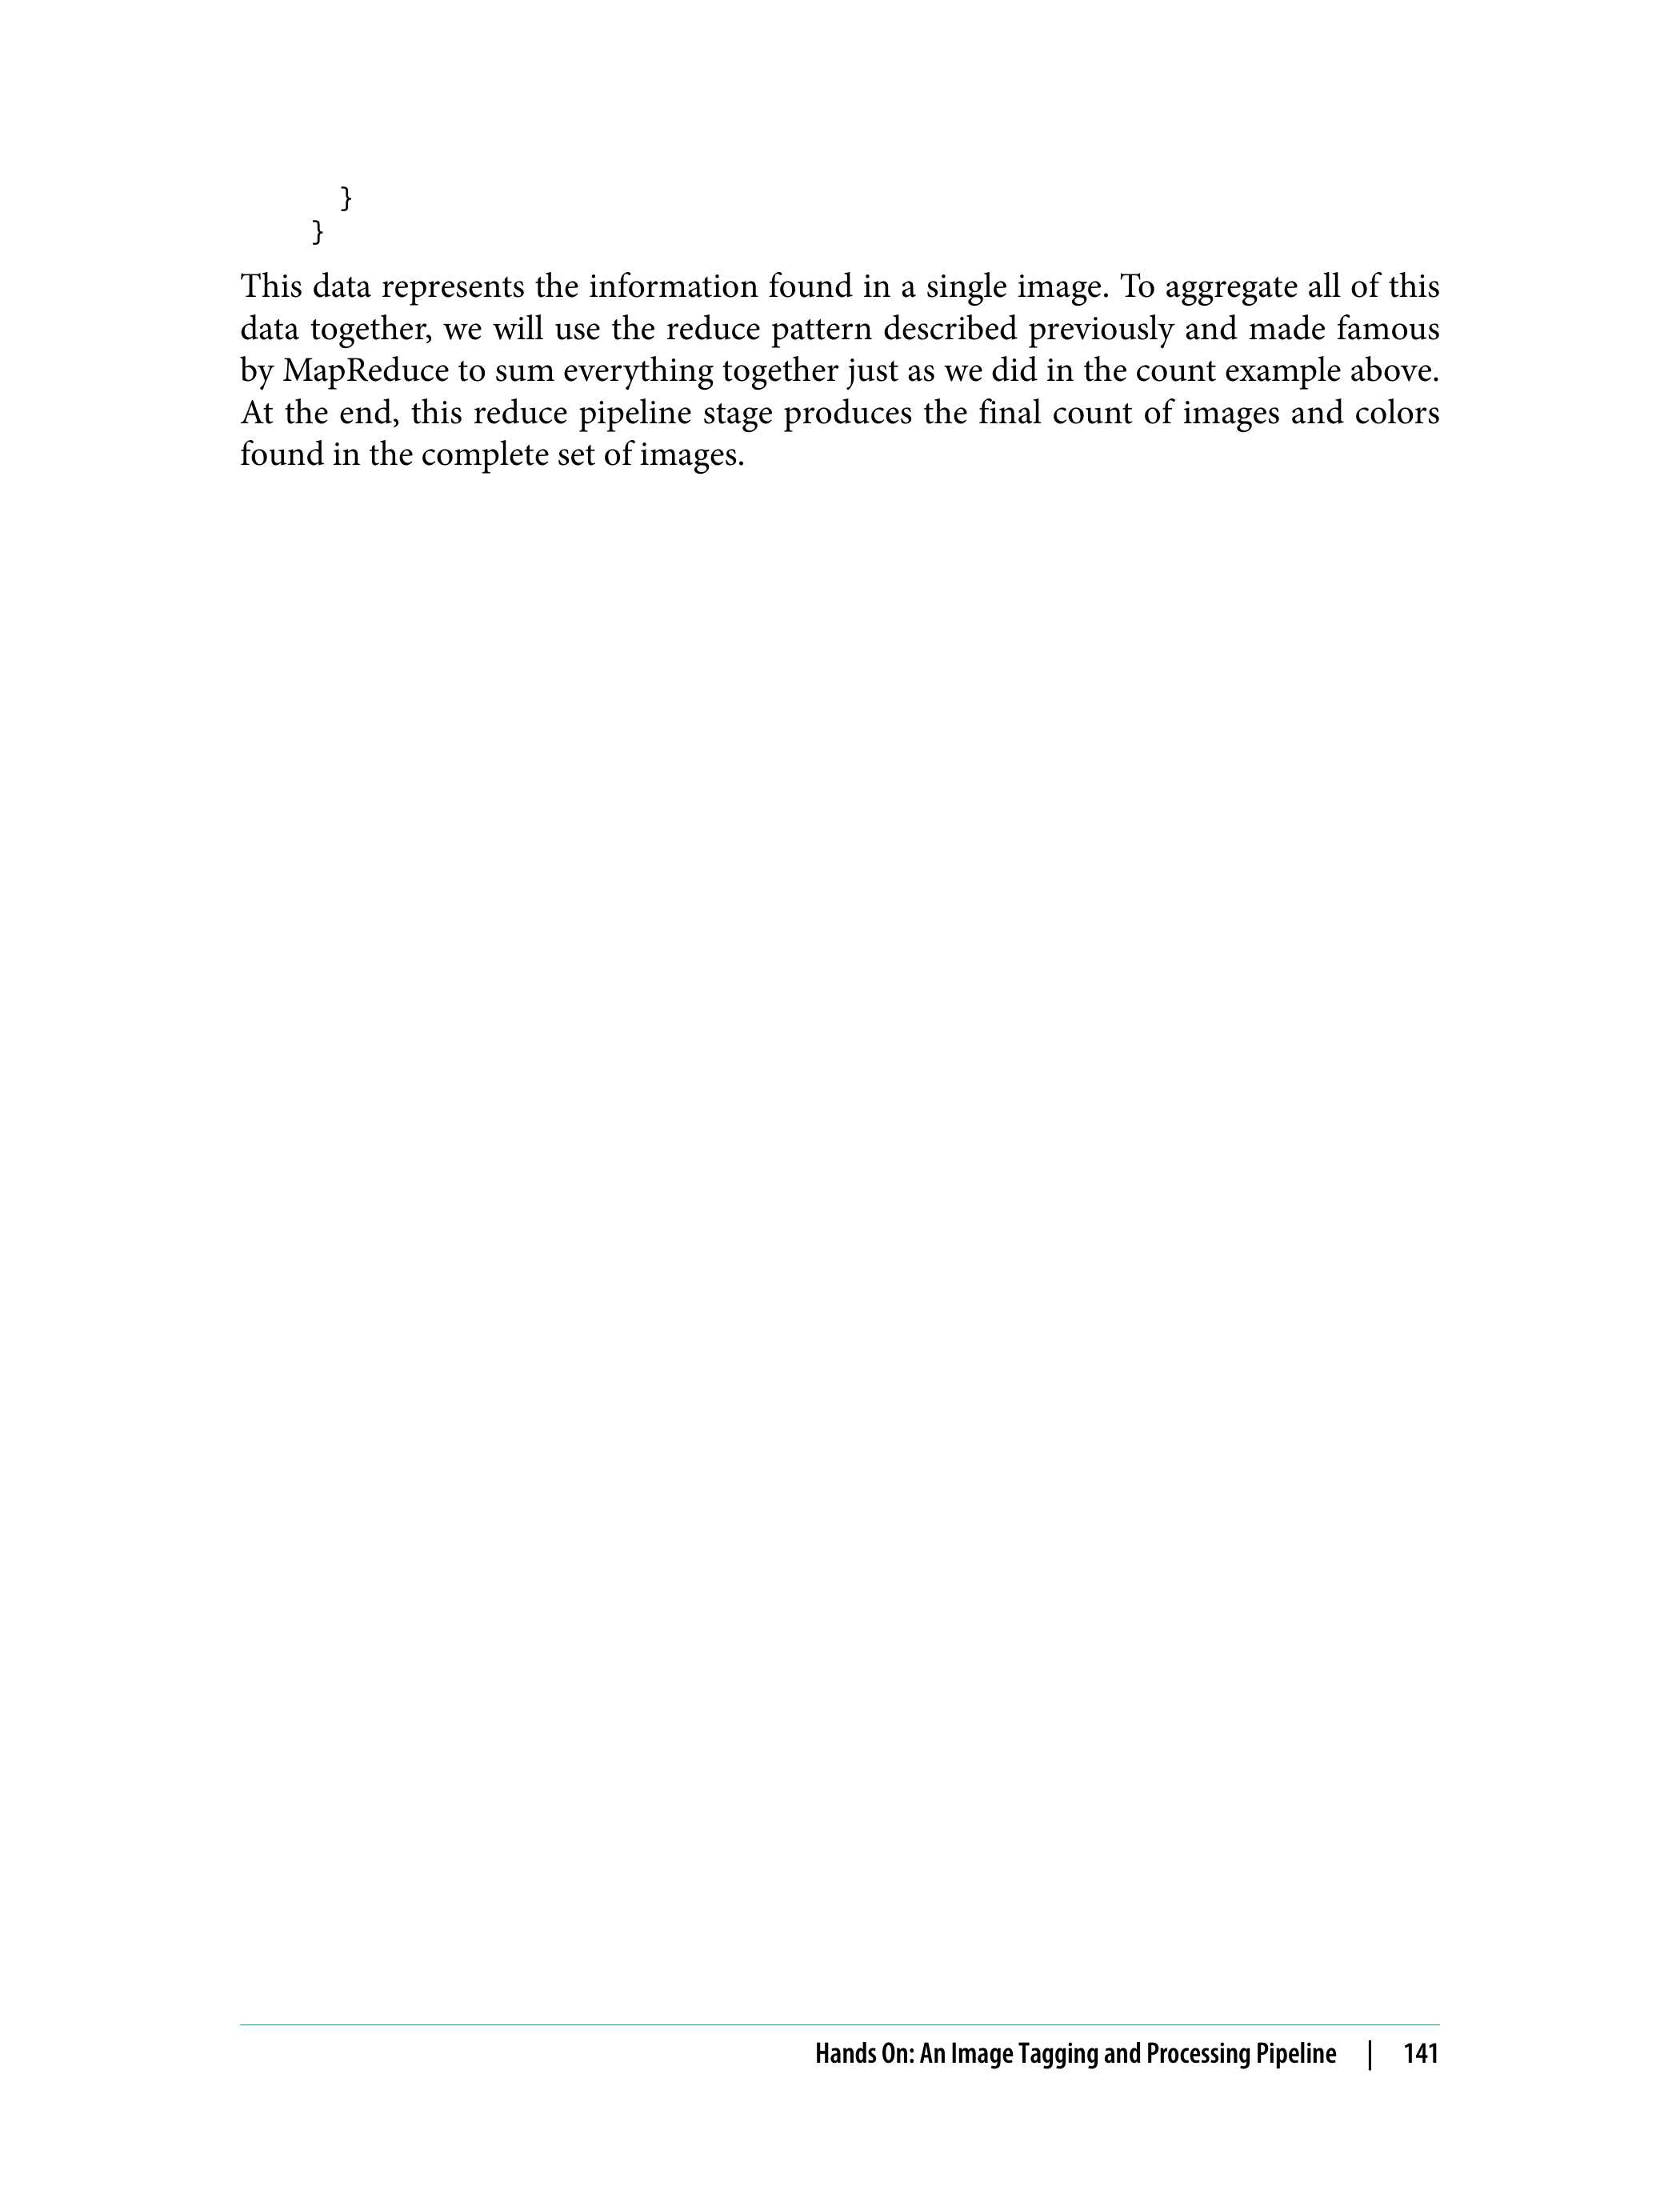 }
}
This data represents the information found in a single image. To aggregate all of this
data together, we will use the reduce pattern described previously and made famous
by MapReduce to sum everything together just as we did in the count example above.
At the end, this reduce pipeline stage produces the final count of images and colors
found in the complete set of images.
Hands On: An Image Tagging and Processing Pipeline | 141